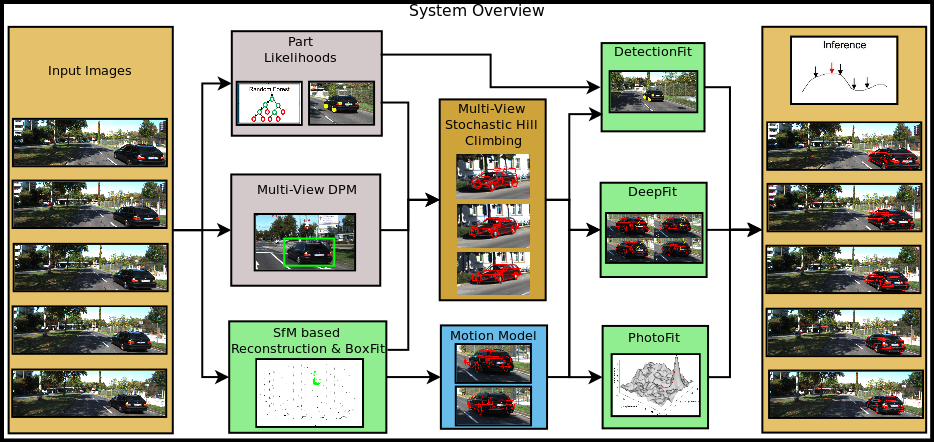 System Overview
Input Images
Part
Likelihoods
Random Forest
Multi-View DPM
SfM based
Reconstruction & BoxFit
Multi-View
Stochastic Hill
Climbing
Motion Model
DetectionFit
DeepFit
PhotoFit
Inference